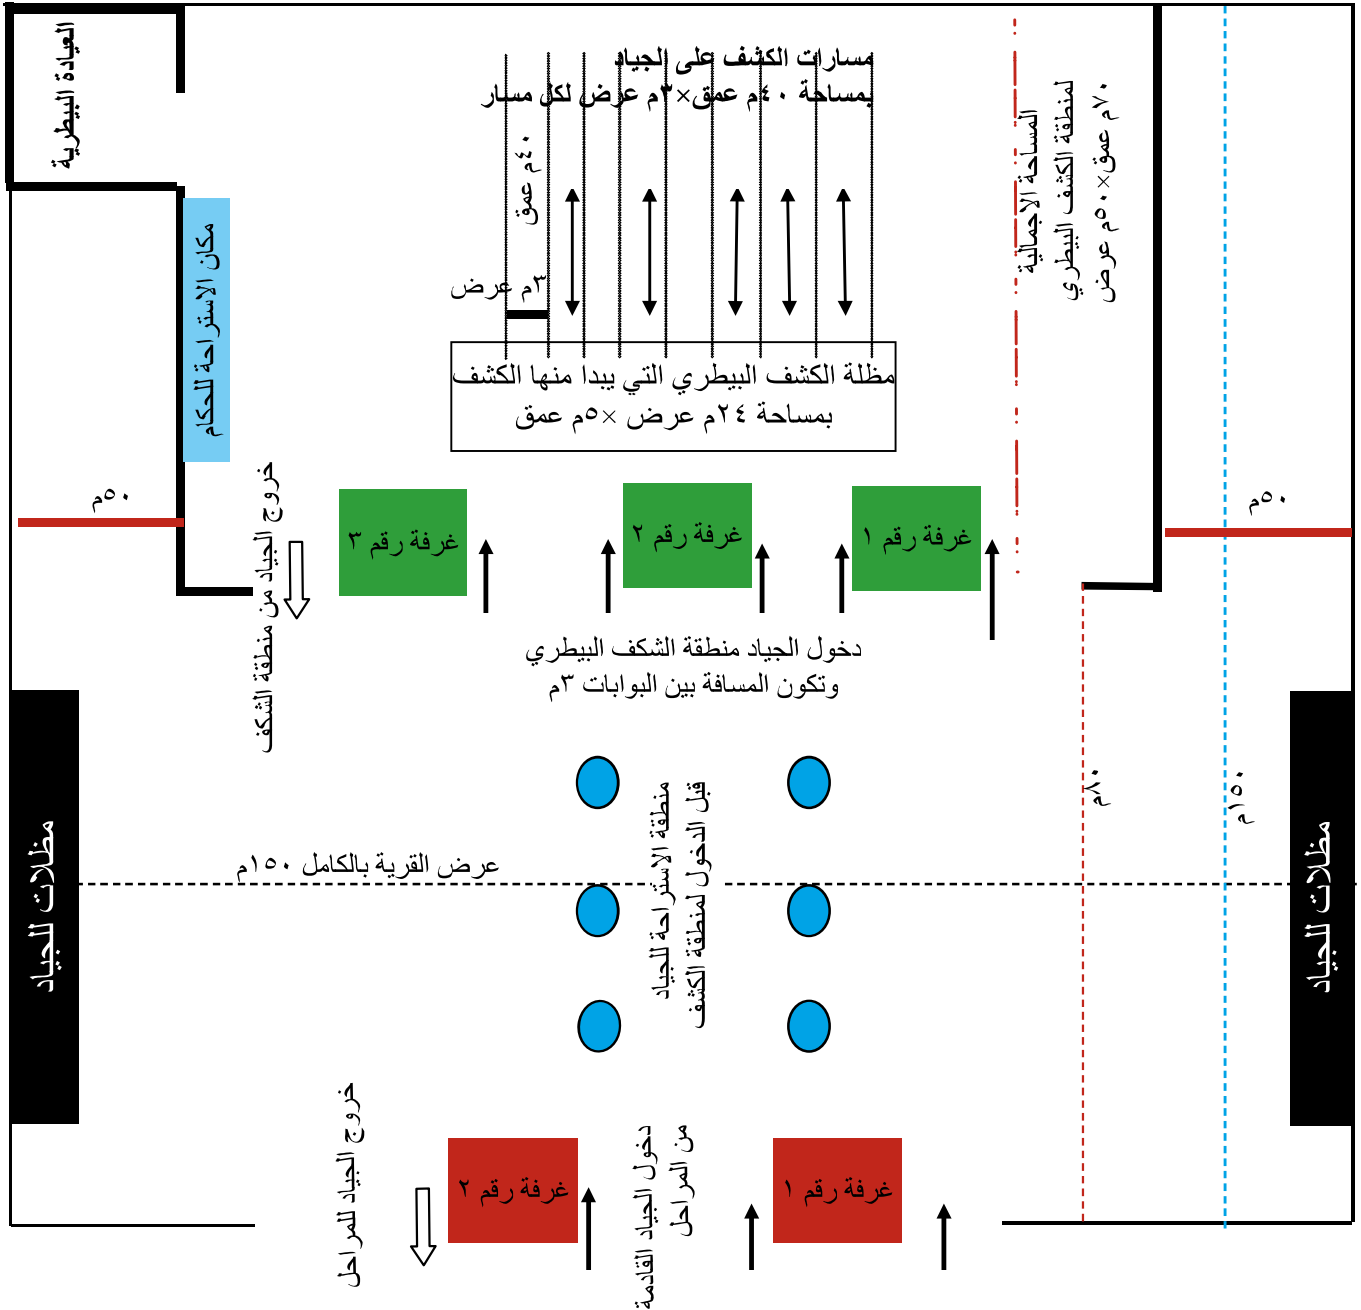 العيادة البيطرية
مسارات الكشف على الجياد
بمساحة ٤٠م عمق×٣م عرض لكل مسار
المساحة الاجمالية
لمنطقة الكشف البيطري
٧٠م عمق×٥٠م عرض
٤٠م عمق
٣م عرض
مكان الاستراحة للحكام
مظلة الكشف البيطري التي يبدا منها الكشف
بمساحة ٢٤م عرض ×٥م عمق
٥٠م
٥٠م
خروج الجياد من منطقة الشكف
غرفة رقم ١
غرفة رقم ٢
غرفة رقم ٣
دخول الجياد منطقة الشكف البيطري
وتكون المسافة بين البوابات ٣م
٨٠م
١٥٠م
منطقة الاستراحة للجياد
قبل الدخول لمنطقة الكشف
عرض القرية بالكامل ١٥٠م
مظلات للجياد
مظلات للجياد
خروج الجياد للمراحل
دخول الجياد القادمة
من المراحل
غرفة رقم ١
غرفة رقم ٢